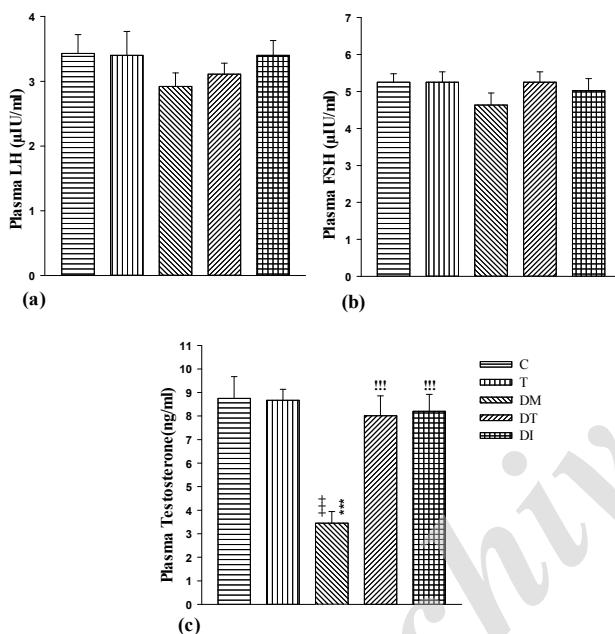 Plasma LH (µIU/ml)
4
3
2
1
0
(a)
Plasma FSH (µIU/ml)
7
6
5
4
3
2
1
0
(b)
Plasma Testosterone(ng/ml)
11
10
9
8
7
6
5
4
3
2
1
0
‡‡‡ ***
!!! !!!
(c)
C
T
DM
DT
DI
chiv